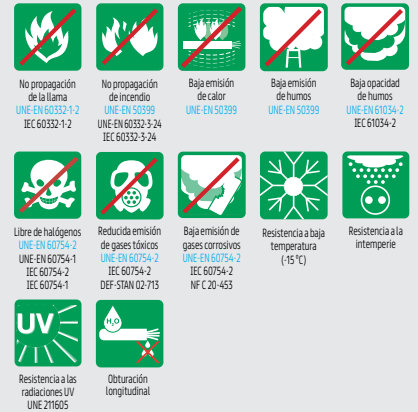 No propagación
de la llama
UNE-EN 60332-1-2
IEC 60332-1-2
No propagación
de incendio
UNE-EN 50399
UNE-EN 60332-3-24
IEC 60332-3-24
Baja emisión
de calor
UNE-EN 50399
Baja emisión
de humos
UNE-EN 50399
Baja opacidad
de humos
UNE-EN 61034-2
IEC 61034-2
Libre de halógenos
UNE-EN 60754-2
UNE-EN 60754-1
IEC 60754-2
IEC 60754-1
Reducida emisión
de gases tóxicos
UNE-EN 60754-2
IEC 60754-2
DEF-STAN 02-713
Baja emisión de
gases corrosivos
UNE-EN 60754-2
IEC 60754-2
NF C 20-453
Resistencia a baja
temperatura
(-15 °C)
Resistencia a la
intemperie
UV
Resistencia a las
radiaciones UV
UNE 211605
H₂O
Obturación
longitudinal